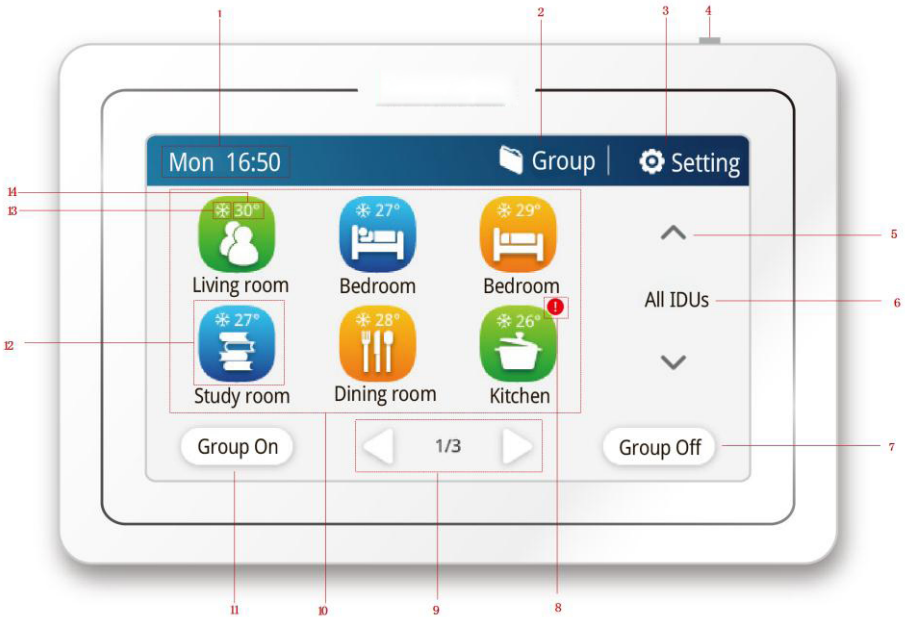 1 2 3 4
Mon 16:50 Group Setting
14
13
30° 27° 29°
5
Living room Bedroom Bedroom
All IDUs 6
27° 28° 26° !
12
Study room Dining room Kitchen
Group On 1/3 Group Off 7
11 10 9 8